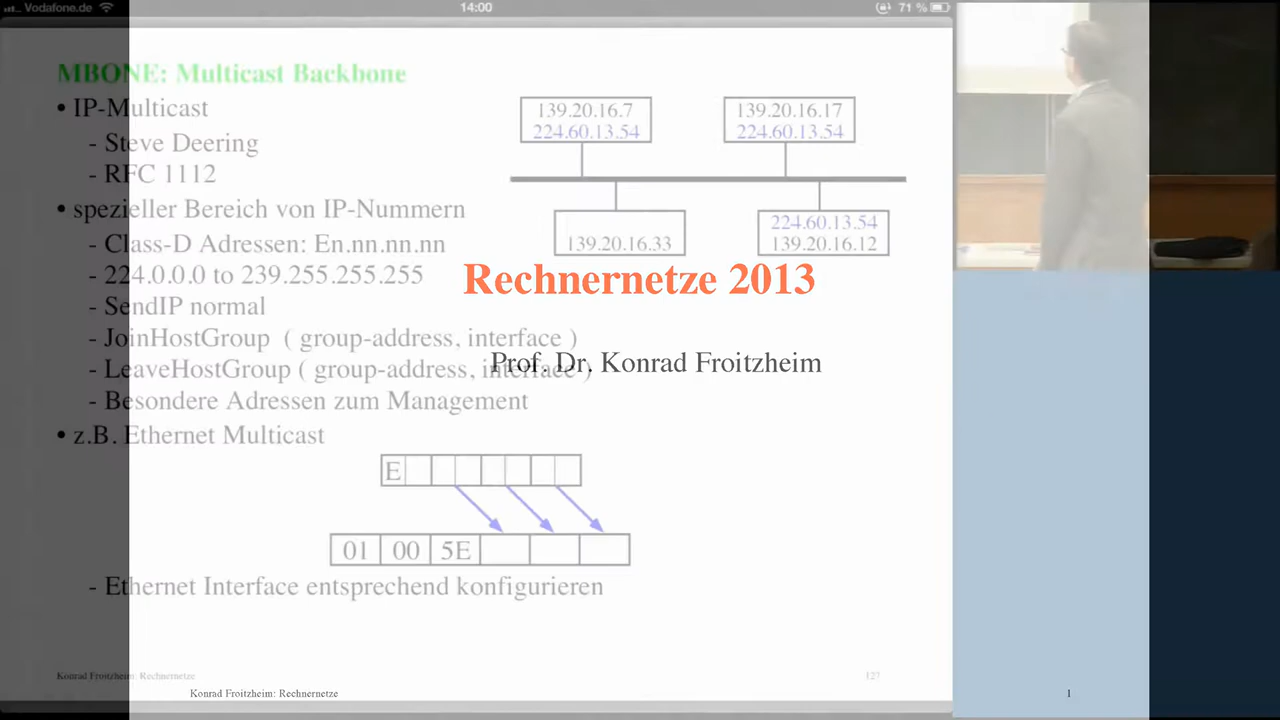 Vodafone.de
14:00
71 %
MBONE: Multicast Backbone
• IP-Multicast
- Steve Deering
- RFC 1112
• spezieller Bereich von IP-Nummern
- Class-D Adressen: En.nn.nn.nn
- 224.0.0.0 to 239.255.255.255
- SendIP normal
- JoinHostGroup ( group-address, interface )
- LeaveHostGroup ( group-address, interface )
- Besondere Adressen zum Management
• z.B. Ethernet Multicast
E
01 00 5E
- Ethernet Interface entsprechend konfigurieren
139.20.16.7
224.60.13.54
139.20.16.17
224.60.13.54
139.20.16.33
224.60.13.54
139.20.16.12
Rechnernetze 2013
Prof. Dr. Konrad Froitzheim
Konrad Froitzheim: Rechnernetze
127
Konrad Froitzheim: Rechnernetze
1